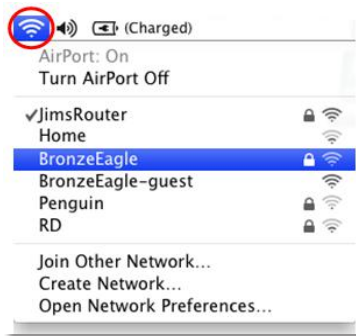 (Charged)
AirPort: On
Turn AirPort Off
✓JimsRouter
Home
BronzeEagle
BronzeEagle-guest
Penguin
RD
Join Other Network...
Create Network...
Open Network Preferences...